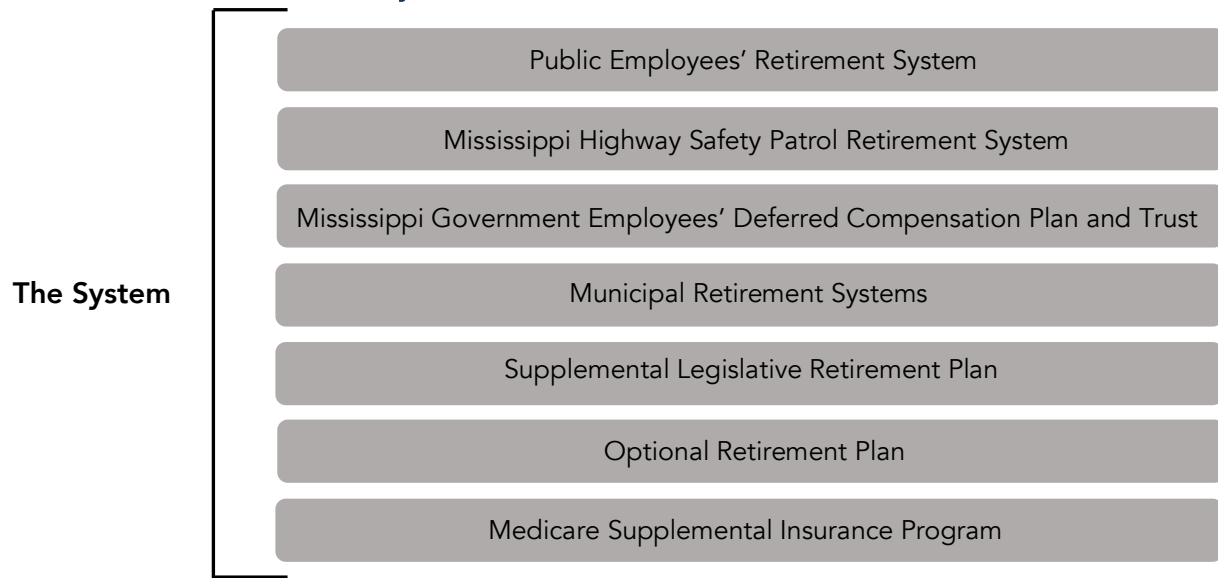 Public Employees’ Retirement System
Mississippi Highway Safety Patrol Retirement System
Mississippi Government Employees’ Deferred Compensation Plan and Trust
The System
Municipal Retirement Systems
Supplemental Legislative Retirement Plan
Optional Retirement Plan
Medicare Supplemental Insurance Program